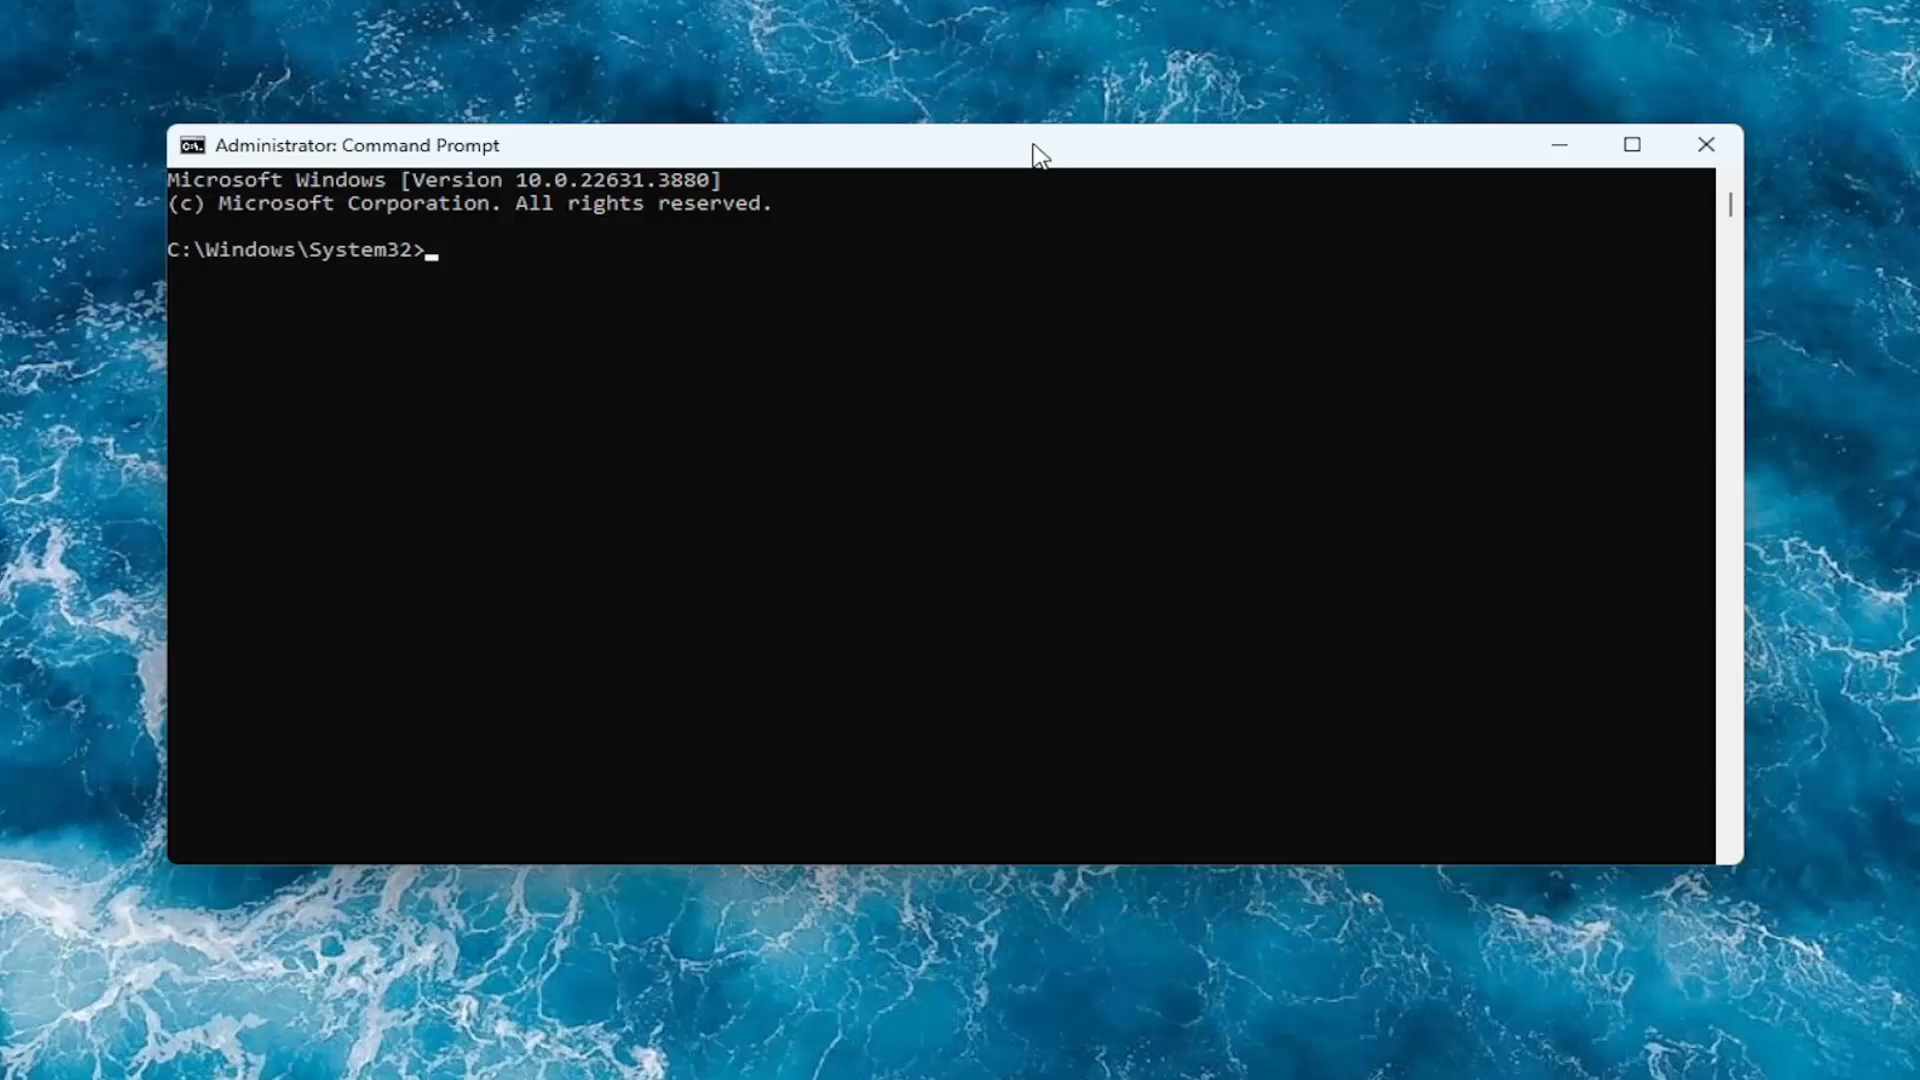 Administrator: Command Prompt
Microsoft Windows [Version 10.0.22631.3880]
(c) Microsoft Corporation. All rights reserved.
C:\Windows\System32>